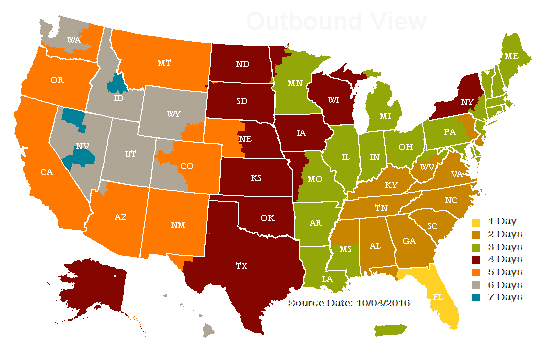 Outbound View
WA
MT
ND
MN
ME
OR
ID
SD
WI
MI
NY
WY
NE
IA
PA
NV
UT
CO
IL
IN
OH
WV
VA
CA
KS
MO
KY
NC
AZ
NM
OK
AR
TN
SC
TX
LA
MS
AL
GA
FL
AK
1 Day
2 Days
3 Days
4 Days
5 Days
6 Days
7 Days
Source Date: 10/04/2016